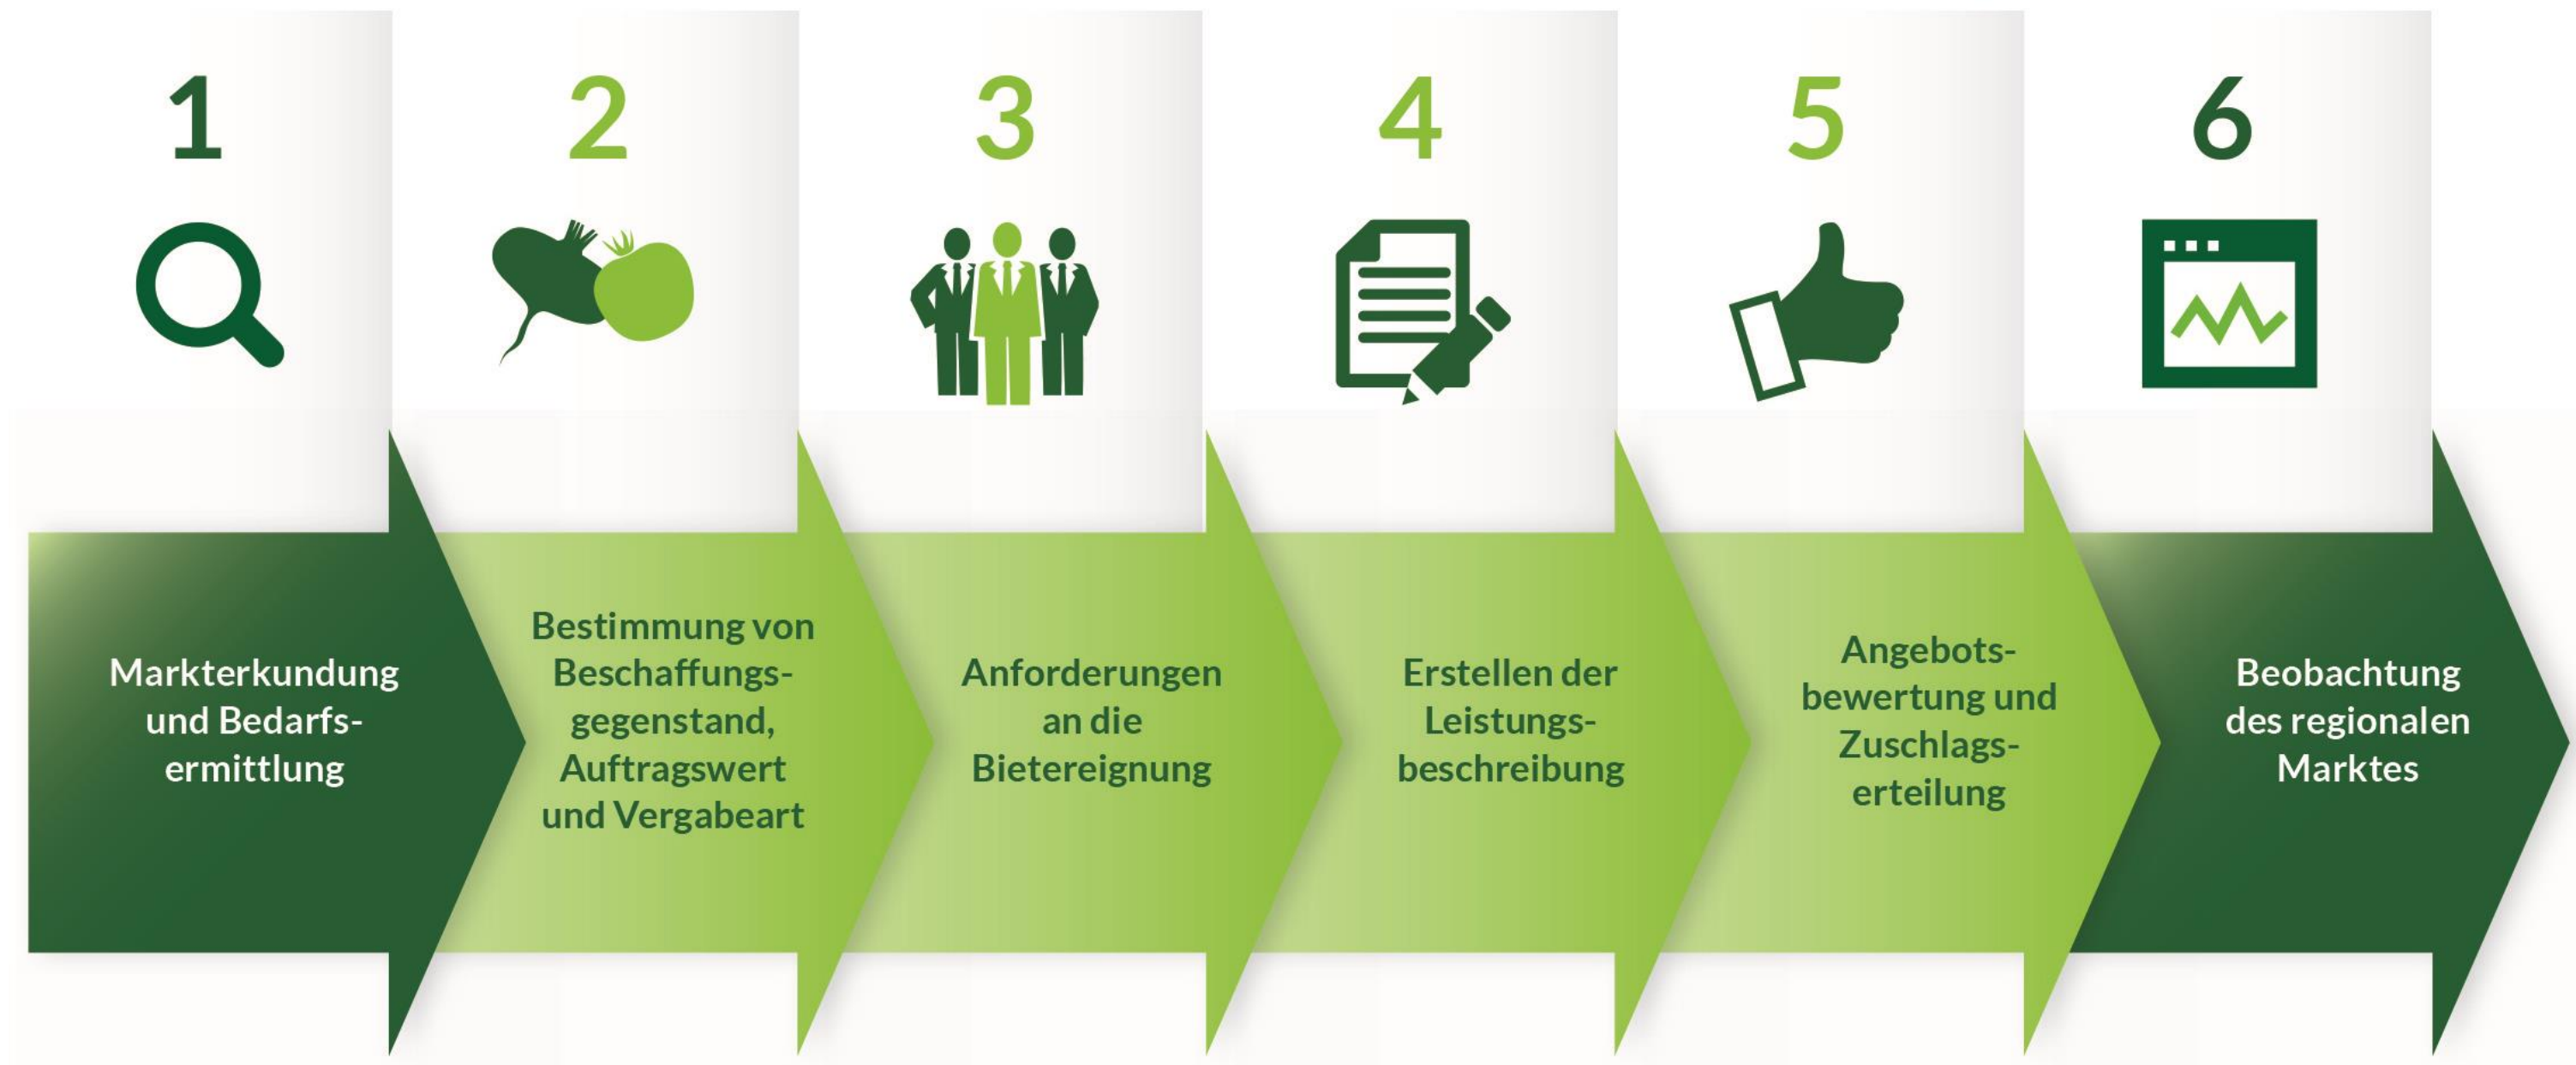 1
2
3
4
5
6
Markterkundung
und Bedarfs-
ermittlung
Bestimmung von
Beschaffungs-
gegenstand,
Auftragswert
und Vergabeart
Anforderungen
an die
Bietereignung
Erstellen der
Leistungs-
beschreibung
Angebots-
bewertung und
Zuschlags-
erteilung
Beobachtung
des regionalen
Marktes